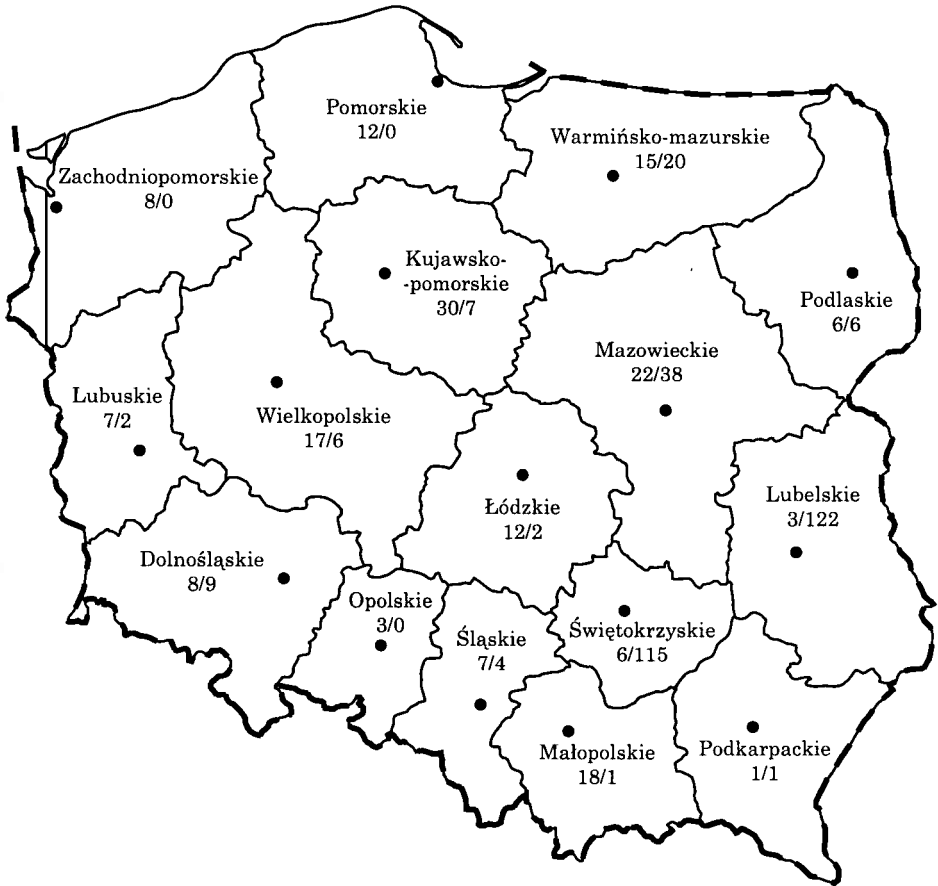 Pomorskie
12/0
Warmińsko-mazurskie
15/20
Zachodniopomorskie
8/0
Kujawsko-
-pomorskie
30/7
Podlaskie
6/6
Mazowieckie
22/38
Lubuskie
7/2
Wielkopolskie
17/6
Łódzkie
12/2
Lubelskie
3/122
Dolnośląskie
8/9
Opolskie
3/0
Śląskie
7/4
Świętokrzyskie
6/115
Małopolskie
18/1
Podkarpackie
1/1